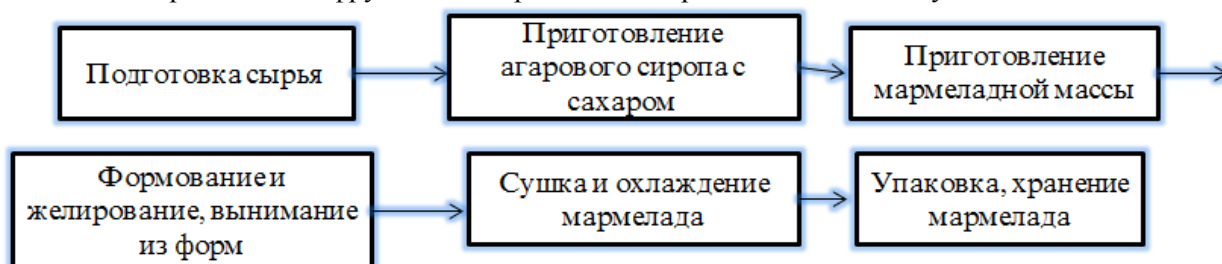 Подготовка сырья
Приготовление
агарового сиропа с
сахаром
Приготовление
мармеладной массы
Формование и
желирование, вынимание
из форм
Сушка и охлаждение
мармелада
Упаковка, хранение
мармелада